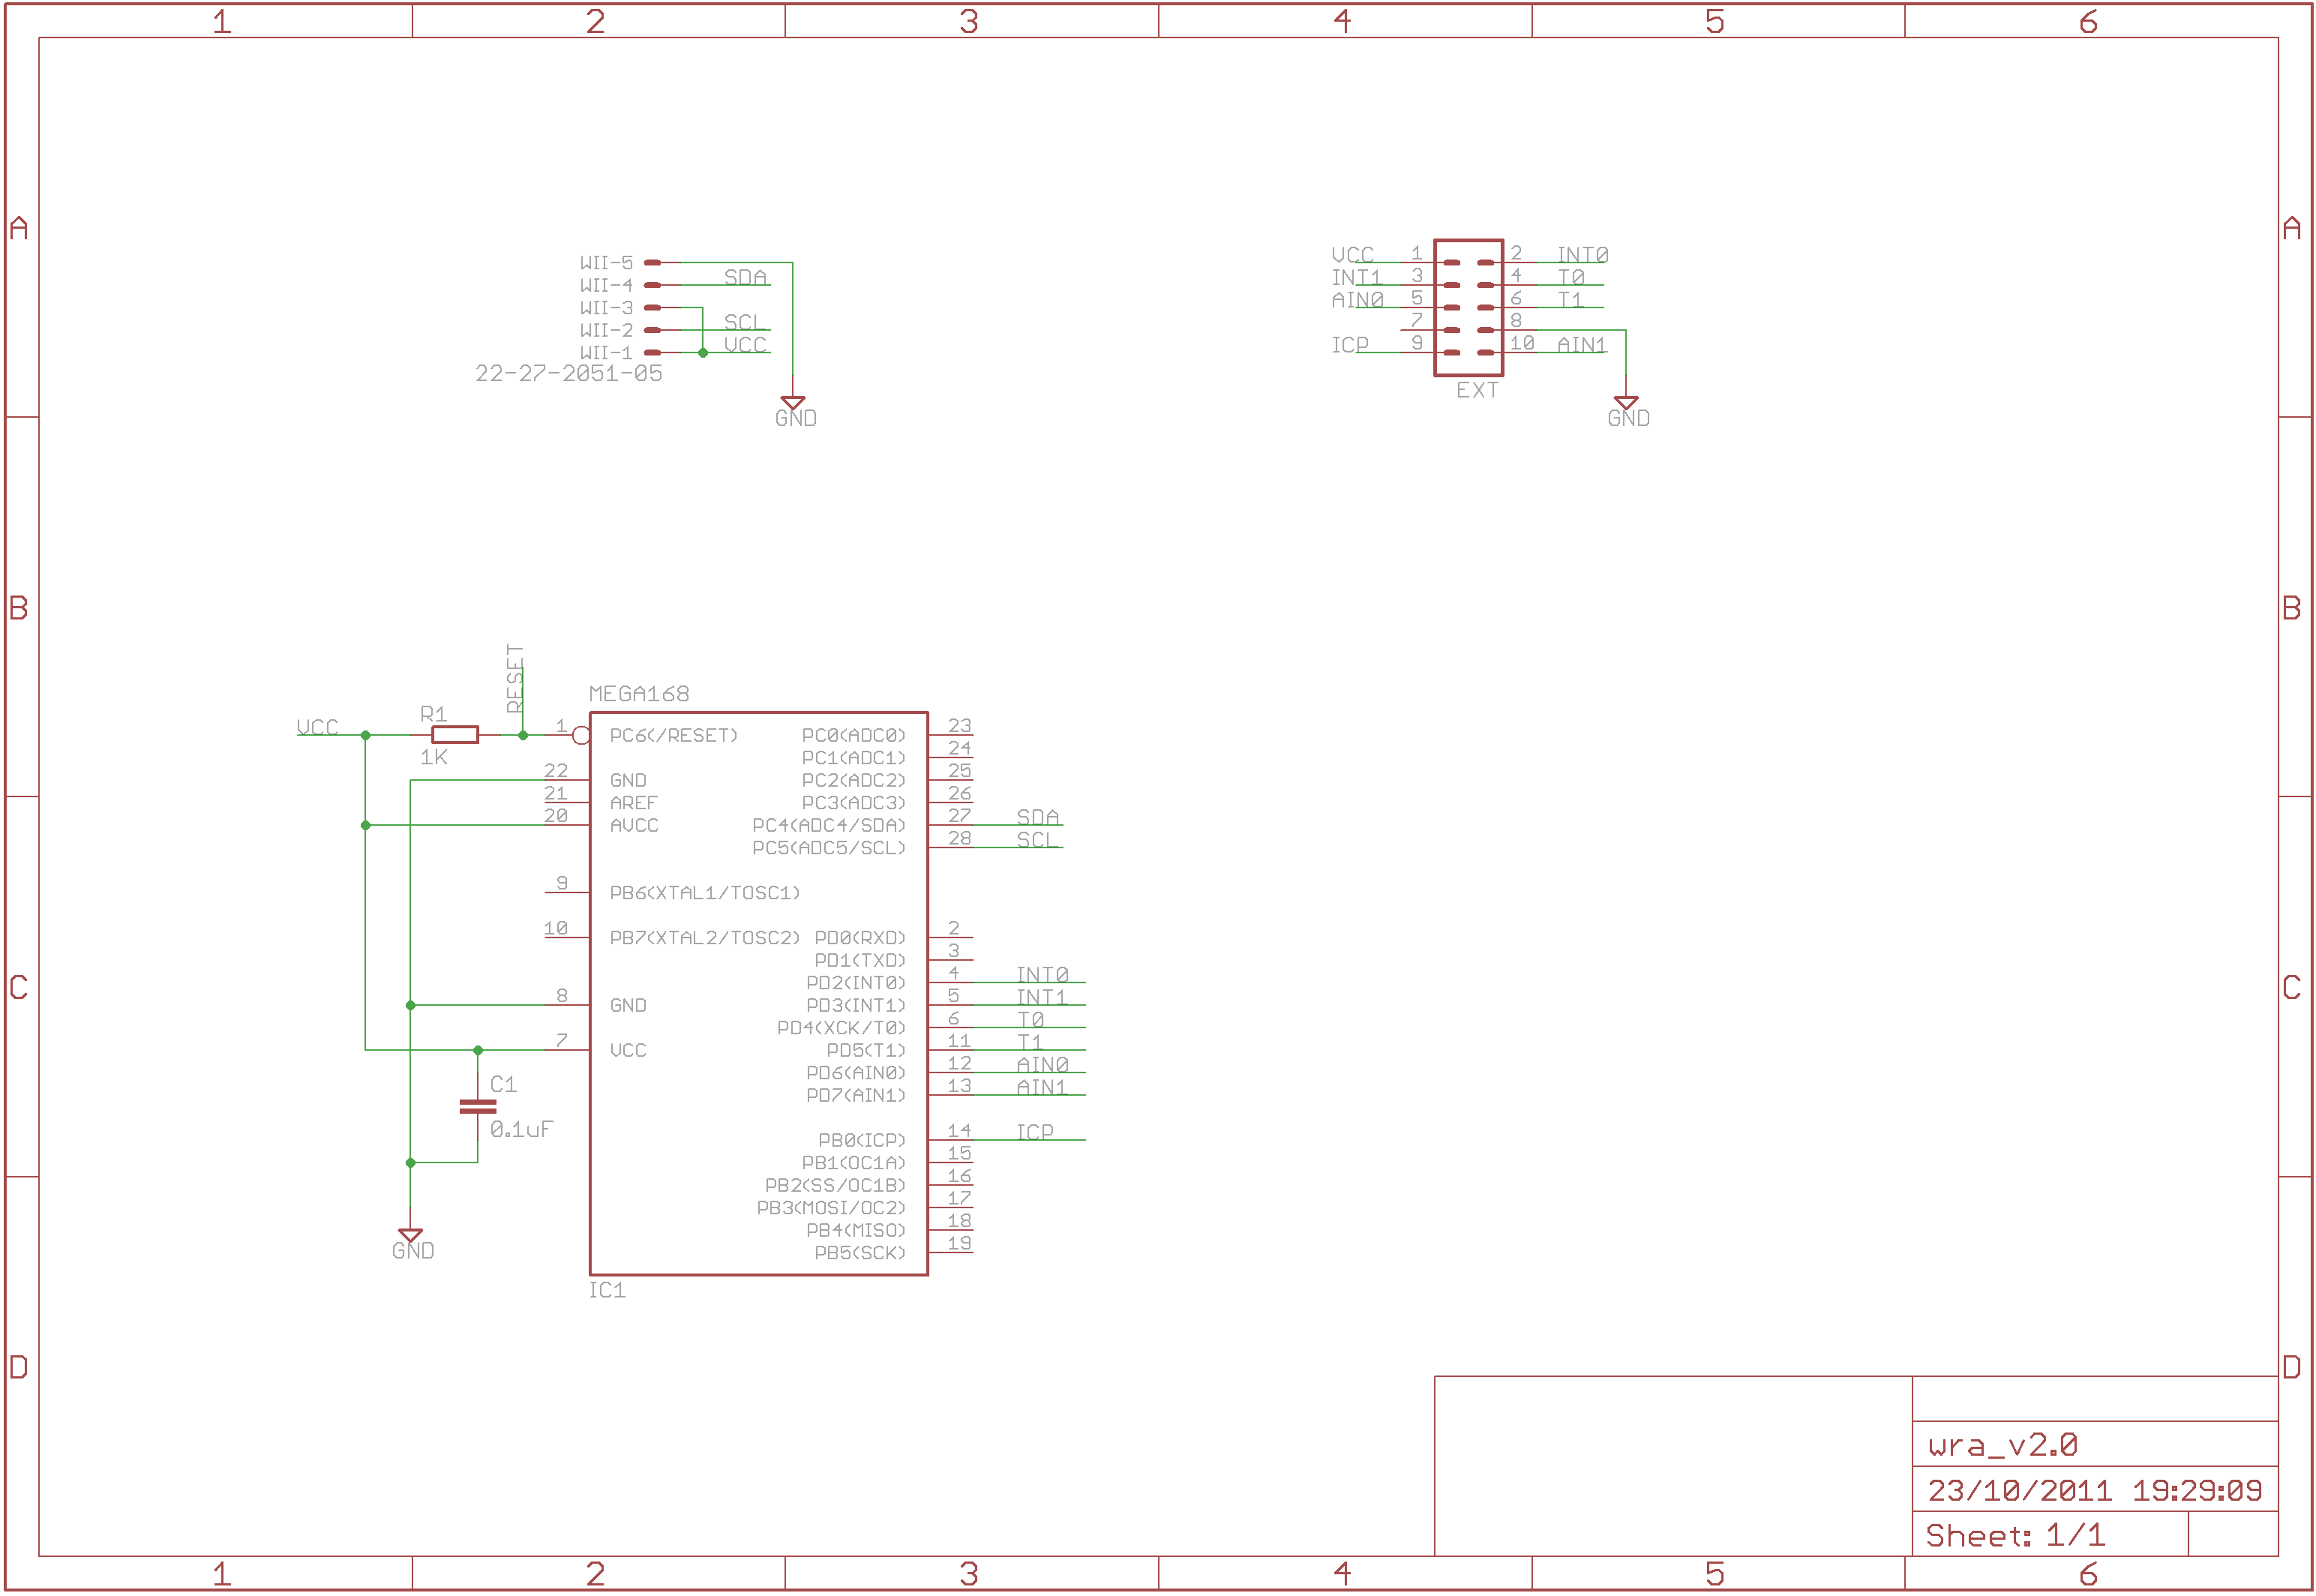 1 2 3 4 5 6
A A
WII-5
WII-4 SDA
WII-3
WII-2 SCL
WII-1 VCC
22-27-2051-05
GND
VCC 1 2 INT0
INT1 3 4 T0
AIN0 5 6 T1
7 8
ICP 9 10 AIN1
EXT
GND
B B
RESET
MEGA168
VCC R1 1 PC6(/RESET) PC0(ADC0) 23
1K PC1(ADC1) 24
22 GND PC2(ADC2) 25
21 AREF PC3(ADC3) 26
20 AVCC PC4(ADC4/SDA) 27 SDA
PC5(ADC5/SCL) 28 SCL
9 PB6(XTAL1/TOSC1)
10 PB7(XTAL2/TOSC2) PD0(RXD) 2
PD1(TXD) 3
PD2(INT0) 4 INT0
C C
8 GND PD3(INT1) 5 INT1
PD4(XCK/T0) 6 T0
7 VCC PD5(T1) 11 T1
PD6(AIN0) 12 AIN0
C1 PD7(AIN1) 13 AIN1
0.1uF PB0(ICP) 14 ICP
PB1(OC1A) 15
PB2(SS/OC1B) 16
PB3(MOSI/OC2) 17
PB4(MISO) 18
GND PB5(SCK) 19
IC1
D D
wra_v2.0
23/10/2011 19:29:09
Sheet: 1/1
1 2 3 4 5 6